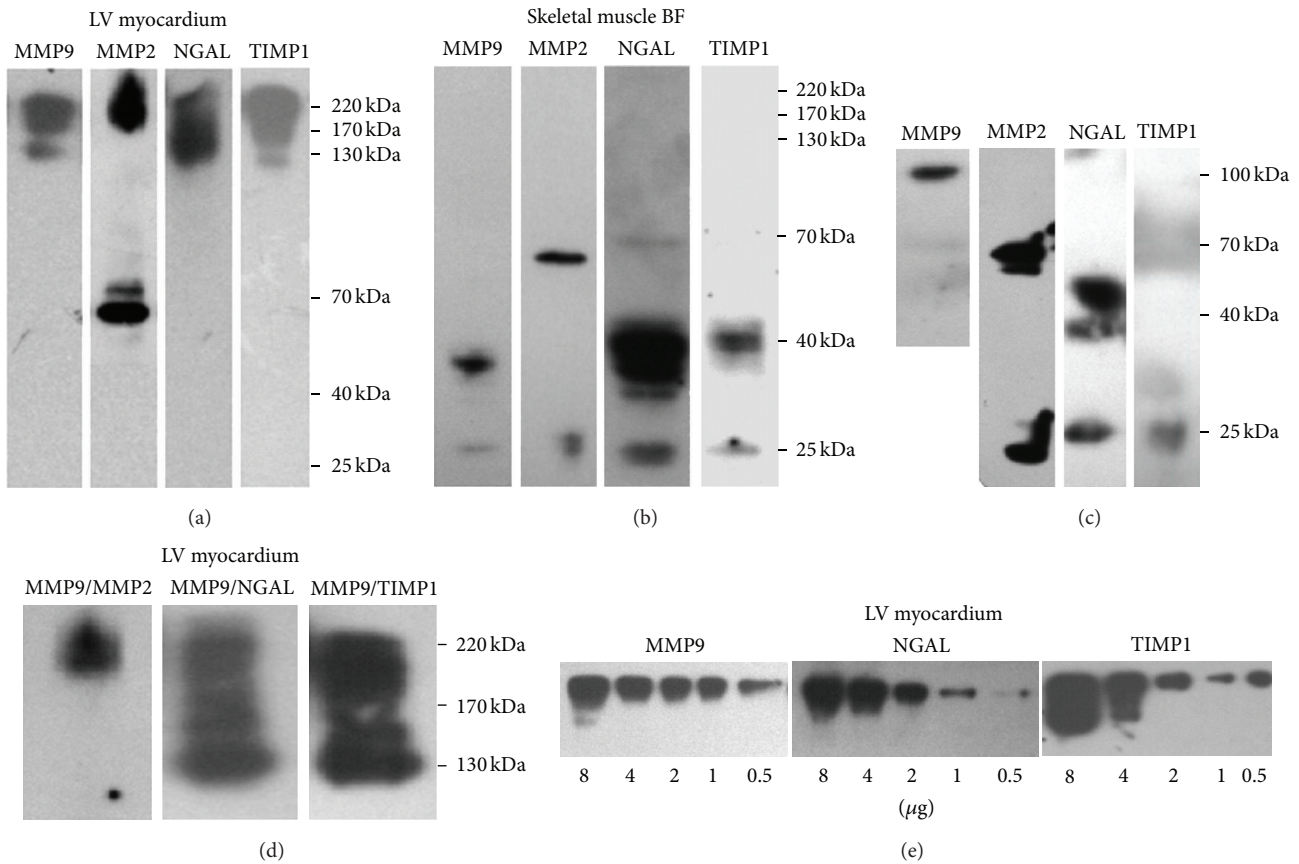 LV myocardium
MMP9 MMP2 NGAL TIMP1
220 kDa
170 kDa
130 kDa
70 kDa
40 kDa
25 kDa
(a)
Skeletal muscle BF
MMP9 MMP2 NGAL TIMP1
220 kDa
170 kDa
130 kDa
70 kDa
40 kDa
25 kDa
(b)
MMP9 MMP2 NGAL TIMP1
100 kDa
70 kDa
40 kDa
25 kDa
(c)
LV myocardium
MMP9/MMP2 MMP9/NGAL MMP9/TIMP1
220 kDa
170 kDa
130 kDa
(d)
LV myocardium
MMP9 NGAL TIMP1
8 4 2 1 0.5 8 4 2 1 0.5 8 4 2 1 0.5
(μg)
(e)